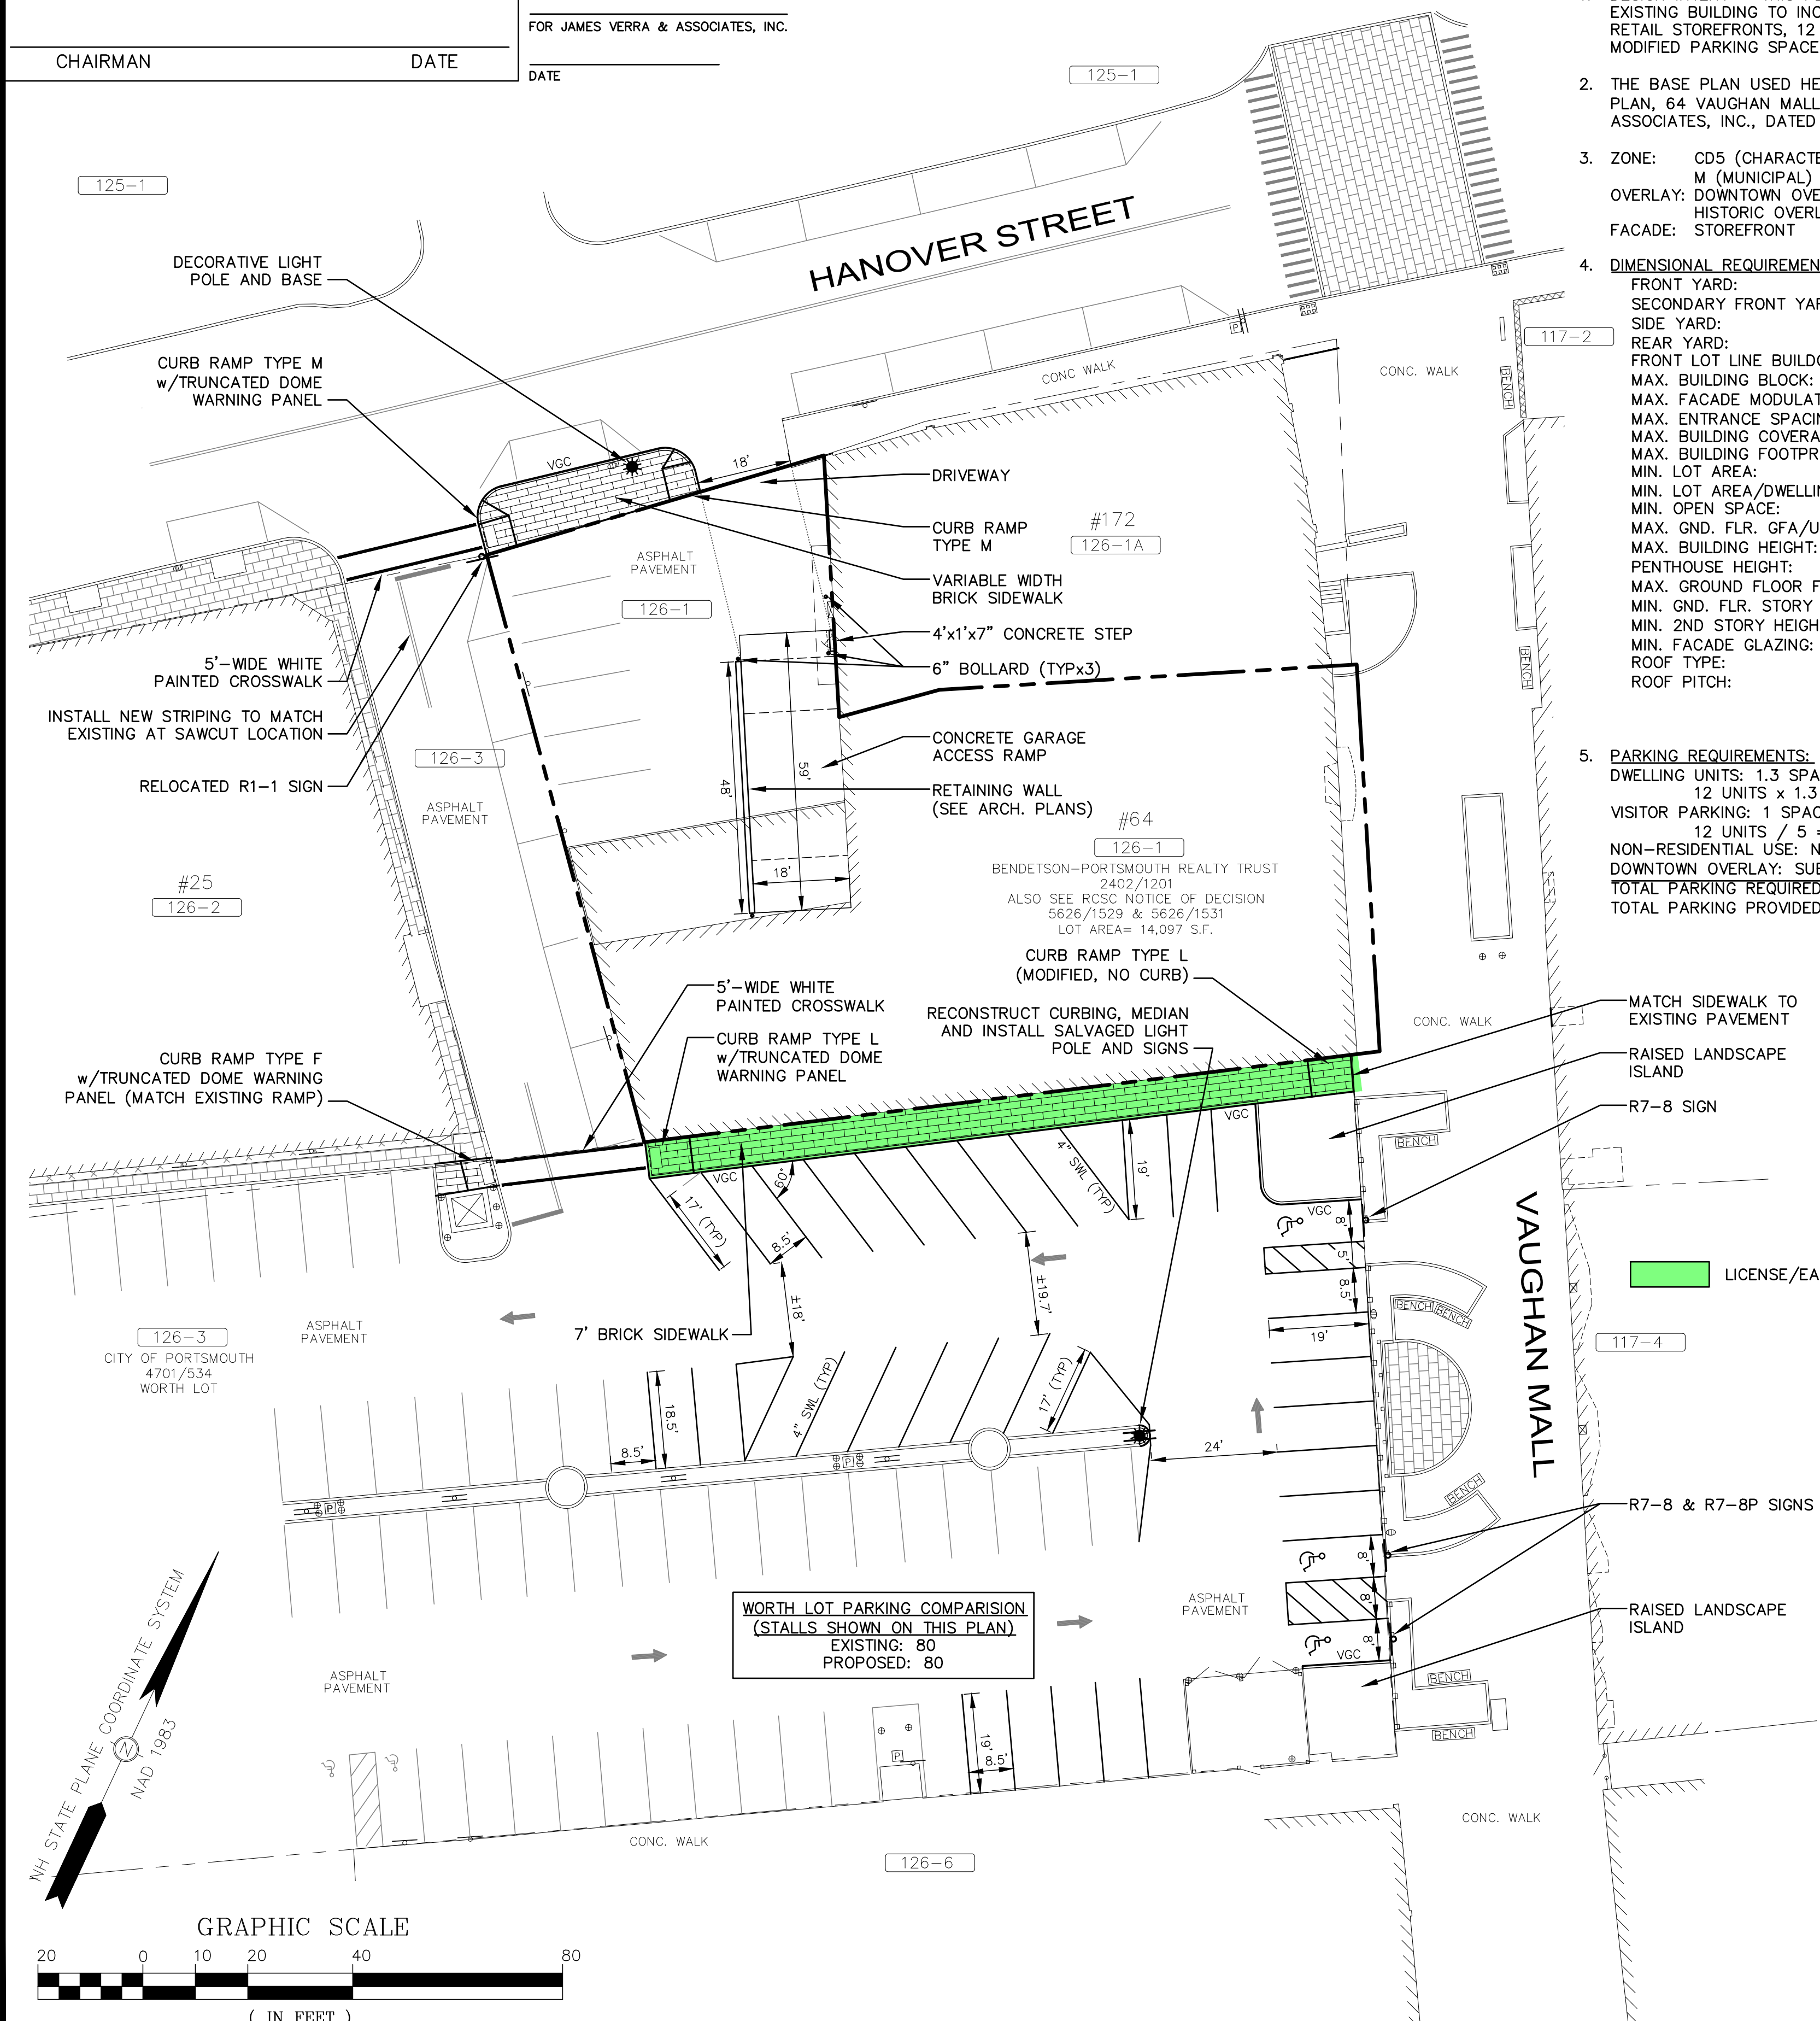 CHAIRMAN DATE
FOR JAMES VERRA & ASSOCIATES, INC.
DATE
EXISTING BUILDING TO
RETAIL STOREFRONTS, 12
MODIFIED PARKING SPACE
2. THE BASE PLAN USED
PLAN, 64 VAUGHAN MALL
ASSOCIATES, INC., DATED
3. ZONE: CD5
M (MUNICIPAL)
OVERLAY: DOWNTOWN
HISTORIC
FACADE: STOREFRONT
4. DIMENSIONAL
FRONT YARD:
SECONDARY FRONT
SIDE YARD:
REAR YARD:
FRONT LOT LINE
MAX. BUILDING BLOCK:
MAX. FACADE
MAX. ENTRANCE
MAX. BUILDING
MAX. BUILDING
MIN. LOT AREA:
MIN. LOT
MIN. OPEN SPACE:
MAX. GND. FLR.
MAX. BUILDING HEIGHT:
PENTHOUSE HEIGHT:
MAX. GROUND FLOOR
MIN. GND. FLR. STORY
MIN. 2ND STORY
MIN. FACADE GLAZING:
ROOF TYPE:
ROOF PITCH:
5. PARKING REQUIREMENTS:
DWELLING UNITS: 1.3
12 UNITS x 1.3
VISITOR PARKING: 1
12 UNITS / 5 =
NON-RESIDENTIAL USE:
DOWNTOWN OVERLAY:
TOTAL PARKING REQUIRED
TOTAL PARKING PROVIDED
125-1
125-1
HANOVER STREET
117-2
DECORATIVE LIGHT
POLE AND BASE
CURB RAMP TYPE M
w/TRUNCATED DOME
WARNING PANEL
P
CONC WALK
CONC. WALK
BENCH
VGC
18'
DRIVEWAY
ASPHALT
PAVEMENT
CURB RAMP
TYPE M
#172
126-1A
126-1
VARIABLE WIDTH
BRICK SIDEWALK
4'x1'x7" CONCRETE STEP
6" BOLLARD (TYPx3)
BENCH
5'-WIDE WHITE
PAINTED CROSSWALK
INSTALL NEW STRIPING TO MATCH
EXISTING AT SAWCUT LOCATION
RELOCATED R1-1 SIGN
126-3
ASPHALT
PAVEMENT
CONCRETE GARAGE
ACCESS RAMP
RETAINING WALL
(SEE ARCH. PLANS)
48'
59'
18'
#64
126-1
BENDETSON-PORTSMOUTH REALTY TRUST
2402/1201
ALSO SEE RCSC NOTICE OF DECISION
5626/1529 & 5626/1531
LOT AREA= 14,097 S.F.
#25
126-2
CURB RAMP TYPE L
(MODIFIED, NO CURB)
5'-WIDE WHITE
PAINTED CROSSWALK
RECONSTRUCT CURBING, MEDIAN
AND INSTALL SALVAGED LIGHT
POLE AND SIGNS
CURB RAMP TYPE L
w/TRUNCATED DOME
WARNING PANEL
CURB RAMP TYPE F
w/TRUNCATED DOME WARNING
PANEL (MATCH EXISTING RAMP)
CONC. WALK
MATCH SIDEWALK TO
EXISTING PAVEMENT
RAISED LANDSCAPE
ISLAND
R7-8 SIGN
VGC
BENCH
VGC
60°
17' (TYP)
8.5'
4" SWL (TYP)
19'
VGC
8'
5'
8.5'
19'
BENCH
BENCH
VAUGHAN MALL
LICENSE/
117-4
±18'
±19.7'
7' BRICK SIDEWALK
126-3
CITY OF PORTSMOUTH
4701/534
WORTH LOT
ASPHALT
PAVEMENT
18.5'
8.5'
4" SWL (TYP)
17' (TYP)
24'
P
P
BENCH
R7-8 & R7-8P SIGNS
8'
8'
8'
VGC
ASPHALT
PAVEMENT
WORTH LOT PARKING COMPARISION
(STALLS SHOWN ON THIS PLAN)
EXISTING: 80
PROPOSED: 80
RAISED LANDSCAPE
ISLAND
BENCH
BENCH
ASPHALT
PAVEMENT
19'
8.5'
P
NH STATE PLANE COORDINATE SYSTEM
N
NAD 1983
CONC. WALK
CONC. WALK
126-6
GRAPHIC SCALE
20 0 10 20 40 80
( IN FEET )